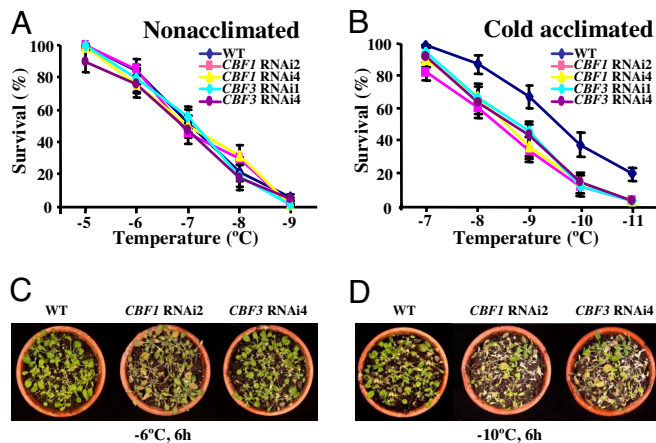 A
Nonacclimated
WT
CBF1 RNAi2
CBF1 RNAi4
CBF3 RNAi1
CBF3 RNAi4
Survival (%)
100
80
60
40
20
0
-5 -6 -7 -8 -9
Temperature (ºC)
B
Cold acclimated
WT
CBF1 RNAi2
CBF1 RNAi4
CBF3 RNAi1
CBF3 RNAi4
Survival (%)
100
80
60
40
20
0
-7 -8 -9 -10 -11
Temperature (ºC)
C
WT CBF1 RNAi2 CBF3 RNAi4
-6ºC, 6h
D
WT CBF1 RNAi2 CBF3 RNAi4
-10ºC, 6h